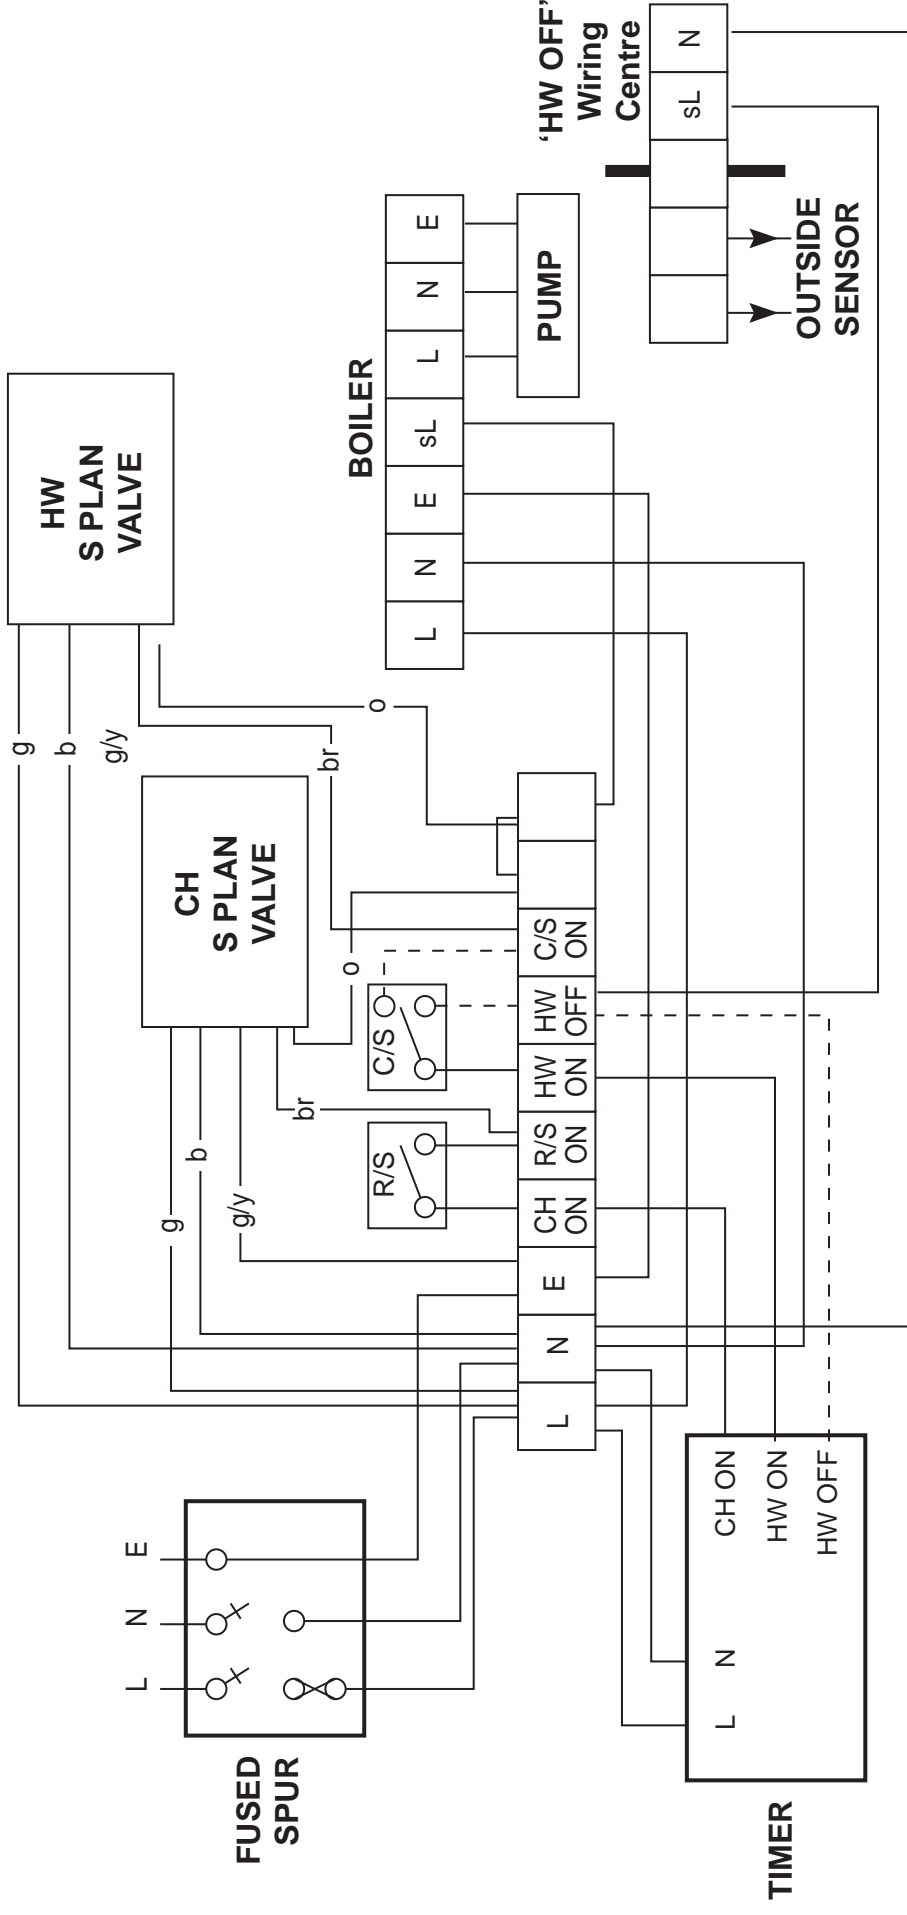 HW
S PLAN
VALVE
g
b
g/y
br
o
CH
S PLAN
VALVE
g
b
g/y
br
o
FUSED
SPUR
L
N
E
R/S
C/S
BOILER
L
N
E
sL
L
N
E
PUMP
L
N
E
CH
ON
R/S
ON
HW
ON
HW
OFF
C/S
ON
‘HW OFF’
Wiring
Centre
sL
N
OUTSIDE
SENSOR
TIMER
L
N
CH ON
HW ON
HW OFF